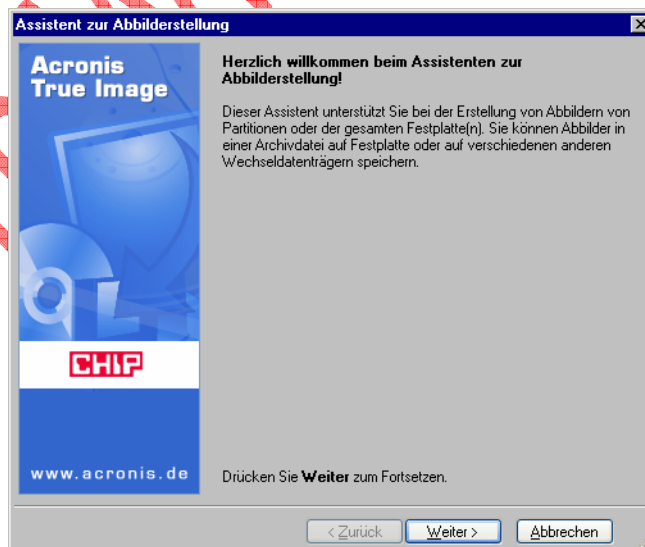 Assistent zur Abbilderstellung
Acronis
True Image
Herzlich willkommen beim Assistenten zur
Abbilderstellung!
Dieser Assistent unterstützt Sie bei der Erstellung von Abbildern von
Partitionen oder der gesamten Festplatte(n). Sie können Abbilder in
einer Archivdatei auf Festplatte oder auf verschiedenen anderen
Wechseldatenträgern speichern.
CHIP
www.acronis.de
Drücken Sie Weiter zum Fortsetzen.
< Zurück
Weiter >
Abbrechen